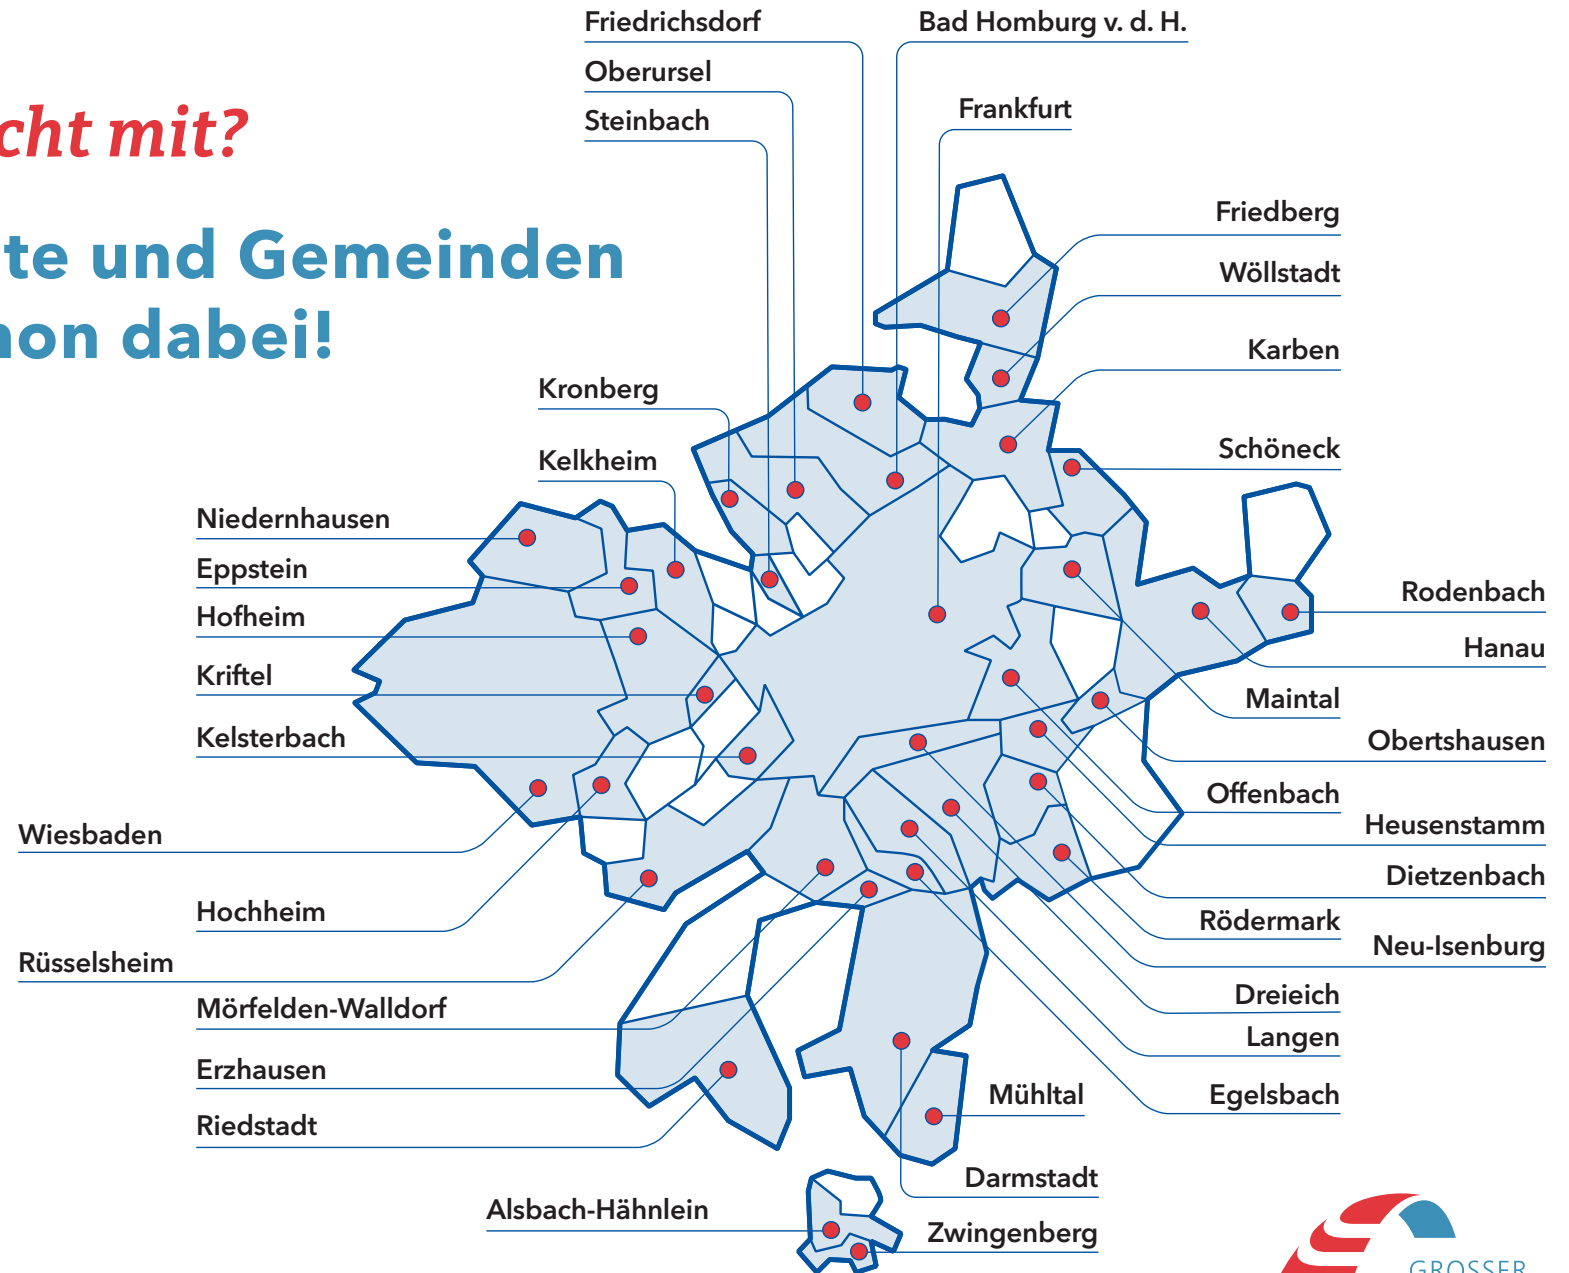 Friedrichsdorf
Bad Homburg v. d. H.
Oberursel
Steinbach
Frankfurt
cht mit?
te und Gemeinden
on dabei!
Friedberg
Wöllstadt
Karben
Schöneck
Kronberg
Kelkheim
Niedernhausen
Eppstein
Hofheim
Kriftel
Kelsterbach
Wiesbaden
Hochheim
Rüsselsheim
Mörfelden-Walldorf
Erzhausen
Riedstadt
Alsbach-Hähnlein
Rodenbach
Hanau
Maintal
Obertshausen
Offenbach
Heusenstamm
Dietzenbach
Rödermark
Neu-Isenburg
Dreieich
Langen
Egelsbach
Mühltal
Darmstadt
Zwingenberg
GROSSER